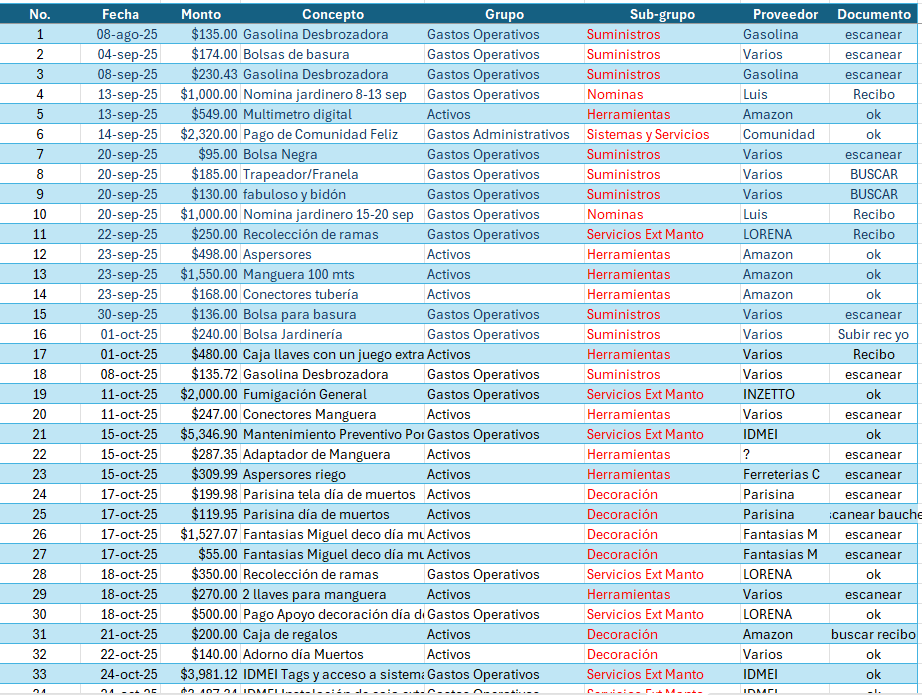 No. Fecha Monto Concepto Grupo Sub-grupo Proveedor Documento
1 08-ago-25 $135.00 Gasolina Desbrozadora Gastos Operativos Suministros Gasolina escanear
2 04-sep-25 $174.00 Bolsas de basura Gastos Operativos Suministros Varios escanear
3 08-sep-25 $230.43 Gasolina Desbrozadora Gastos Operativos Suministros Gasolina escanear
4 13-sep-25 $1,000.00 Nomina jardinero 8-13 sep Gastos Operativos Nominas Luis Recibo
5 13-sep-25 $549.00 Multimetro digital Activos Herramientas Amazon ok
6 14-sep-25 $2,320.00 Pago de Comunidad Feliz Gastos Administrativos Sistemas y Servicios Comunidad ok
7 20-sep-25 $95.00 Bolsa Negra Gastos Operativos Suministros Varios escanear
8 20-sep-25 $185.00 Trapeador/Franela Gastos Operativos Suministros Varios BUSCAR
9 20-sep-25 $130.00 fabuloso y bidón Gastos Operativos Suministros Varios BUSCAR
10 20-sep-25 $1,000.00 Nomina jardinero 15-20 sep Gastos Operativos Nominas Luis Recibo
11 22-sep-25 $250.00 Recolección de ramas Gastos Operativos Servicios Ext Manto LORENA Recibo
12 23-sep-25 $498.00 Aspersores Activos Herramientas Amazon ok
13 23-sep-25 $1,550.00 Manguera 100 mts Activos Herramientas Amazon ok
14 23-sep-25 $168.00 Conectores tubería Activos Herramientas Amazon ok
15 30-sep-25 $136.00 Bolsa para basura Gastos Operativos Suministros Varios escanear
16 01-oct-25 $240.00 Bolsa Jardinería Gastos Operativos Suministros Varios Subir rec yo
17 01-oct-25 $480.00 Caja llaves con un juego extra Activos Herramientas Varios Recibo
18 08-oct-25 $135.72 Gasolina Desbrozadora Gastos Operativos Suministros Varios escanear
19 11-oct-25 $2,000.00 Fumigación General Gastos Operativos Servicios Ext Manto INZETTO ok
20 11-oct-25 $247.00 Conectores Manguera Activos Herramientas Varios escanear
21 15-oct-25 $5,346.90 Mantenimiento Preventivo Por Gastos Operativos Servicios Ext Manto IDMEI ok
22 15-oct-25 $287.35 Adaptador de Manguera Activos Herramientas ? escanear
23 15-oct-25 $309.99 Aspersores riego Activos Herramientas Ferreterias C escanear
24 17-oct-25 $199.98 Parisina tela día de muertos Activos Decoración Parisina escanear
25 17-oct-25 $119.95 Parisina día de muertos Activos Decoración Parisina scanear bauche
26 17-oct-25 $1,527.07 Fantasias Miguel deco día mu Activos Decoración Fantasias M escanear
27 17-oct-25 $55.00 Fantasias Miguel deco día mu Activos Decoración Fantasias M escanear
28 18-oct-25 $350.00 Recolección de ramas Gastos Operativos Servicios Ext Manto LORENA ok
29 18-oct-25 $270.00 2 llaves para manguera Activos Herramientas Varios escanear
30 18-oct-25 $500.00 Pago Apoyo decoración día d Gastos Operativos Servicios Ext Manto LORENA ok
31 21-oct-25 $200.00 Caja de regalos Activos Decoración Amazon buscar recibo
32 22-oct-25 $140.00 Adorno día Muertos Activos Decoración Varios ok
33 24-oct-25 $3,981.12 IDMEI Tags y acceso a sistema Gastos Operativos Servicios Ext Manto IDMEI ok